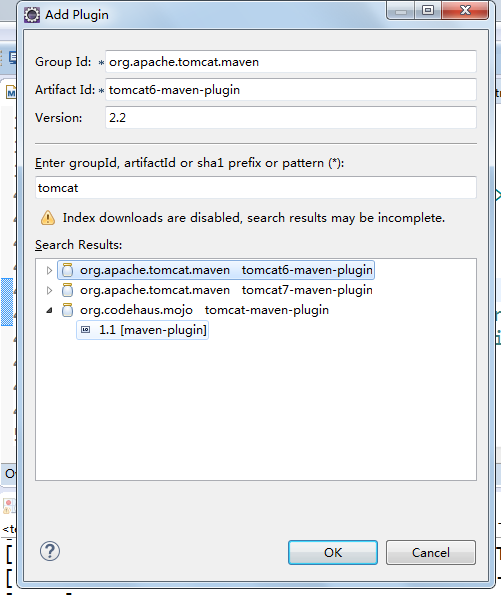 Add Plugin
Group Id: * org.apache.tomcat.maven
Artifact Id: * tomcat6-maven-plugin
Version: 2.2
Enter groupId, artifactId or sha1 prefix or pattern (*):
tomcat
Index downloads are disabled, search results may be incomplete.
Search Results:
org.apache.tomcat.maven tomcat6-maven-plugin
org.apache.tomcat.maven tomcat7-maven-plugin
org.codehaus.mojo tomcat-maven-plugin
1.1 [maven-plugin]
OK Cancel